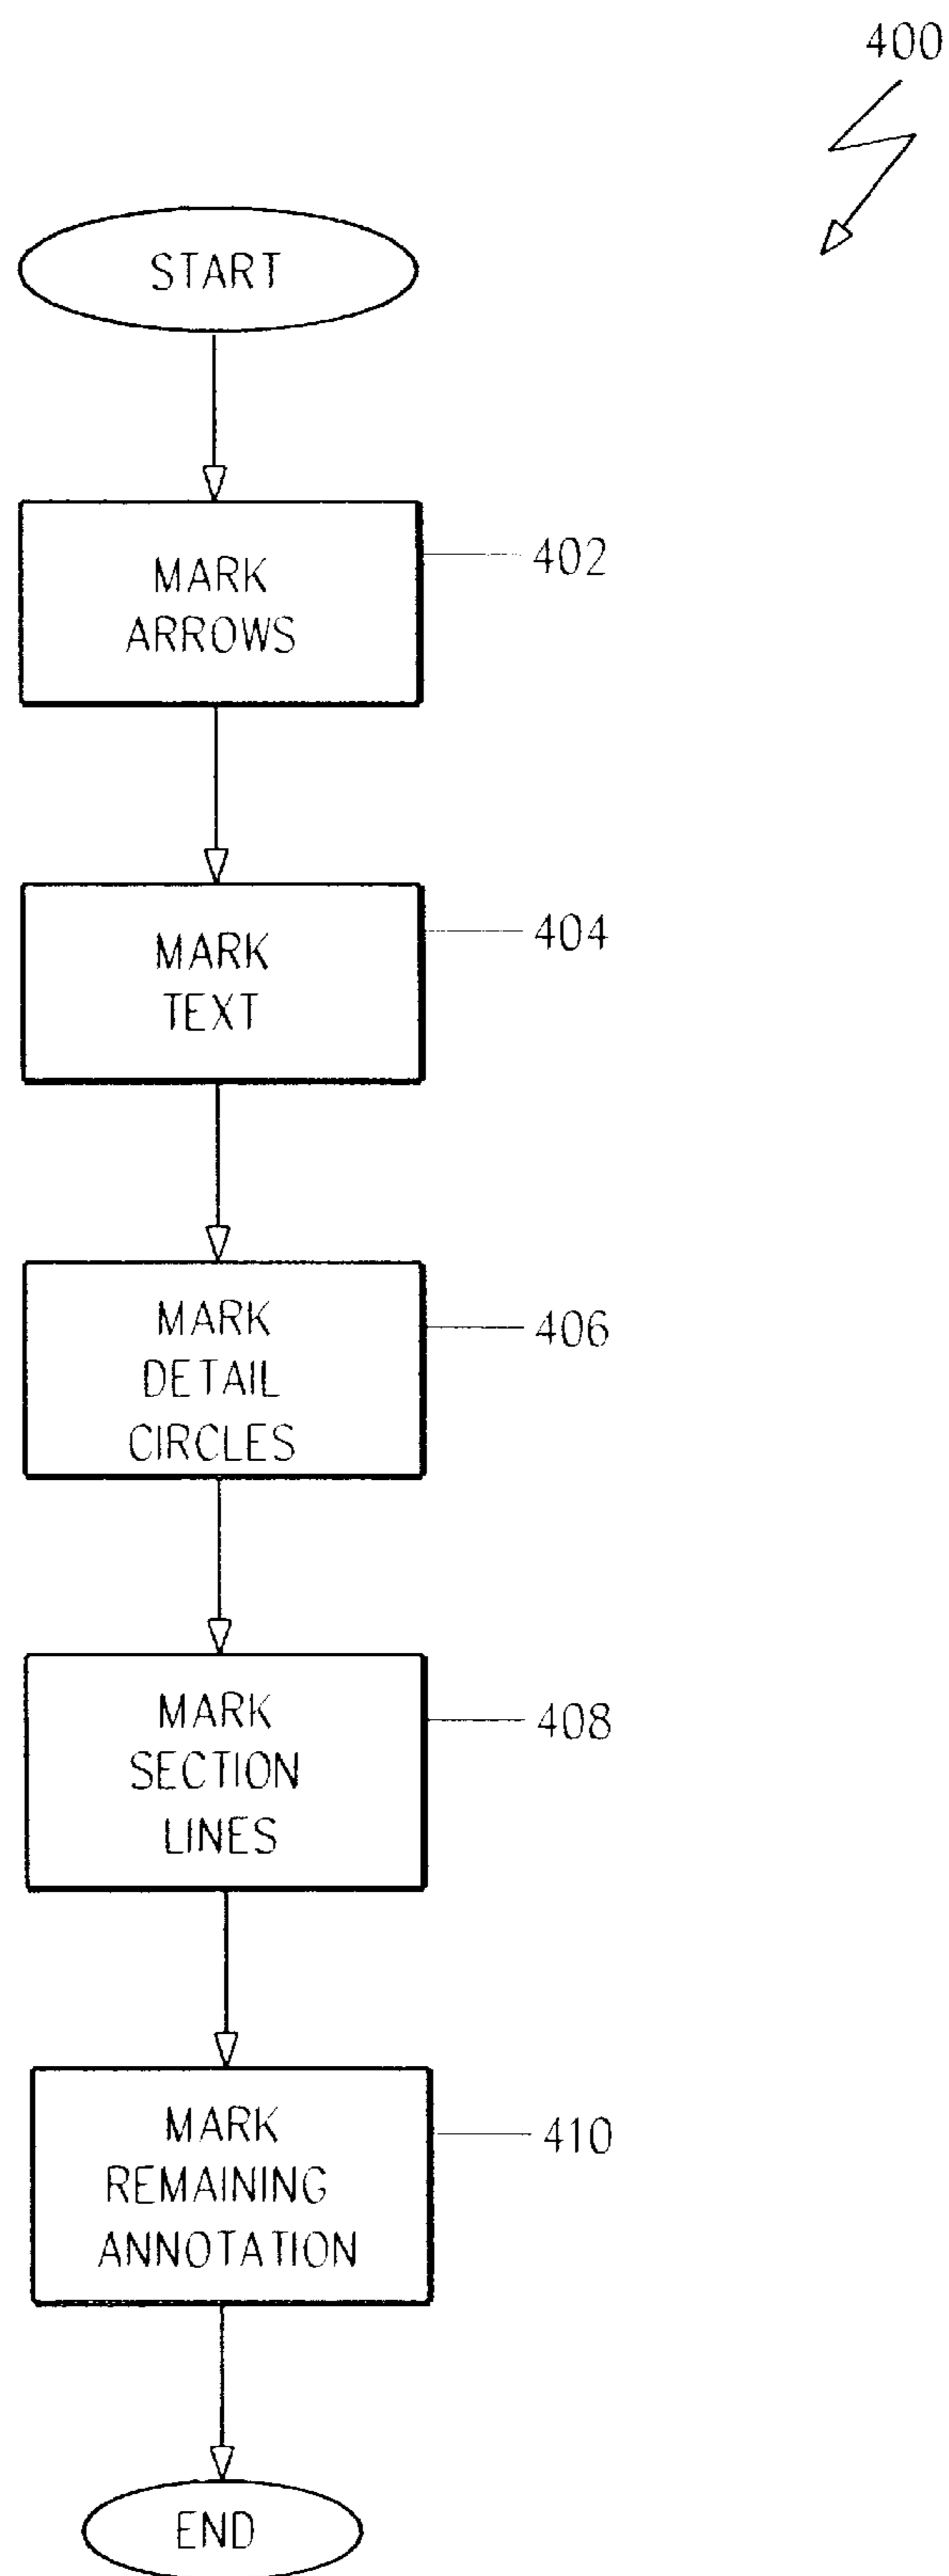 400
START
MARK
ARROWS
402
MARK
TEXT
404
MARK
DETAIL
CIRCLES
406
MARK
SECTION
LINES
408
MARK
REMAINING
ANNOTATION
410
END